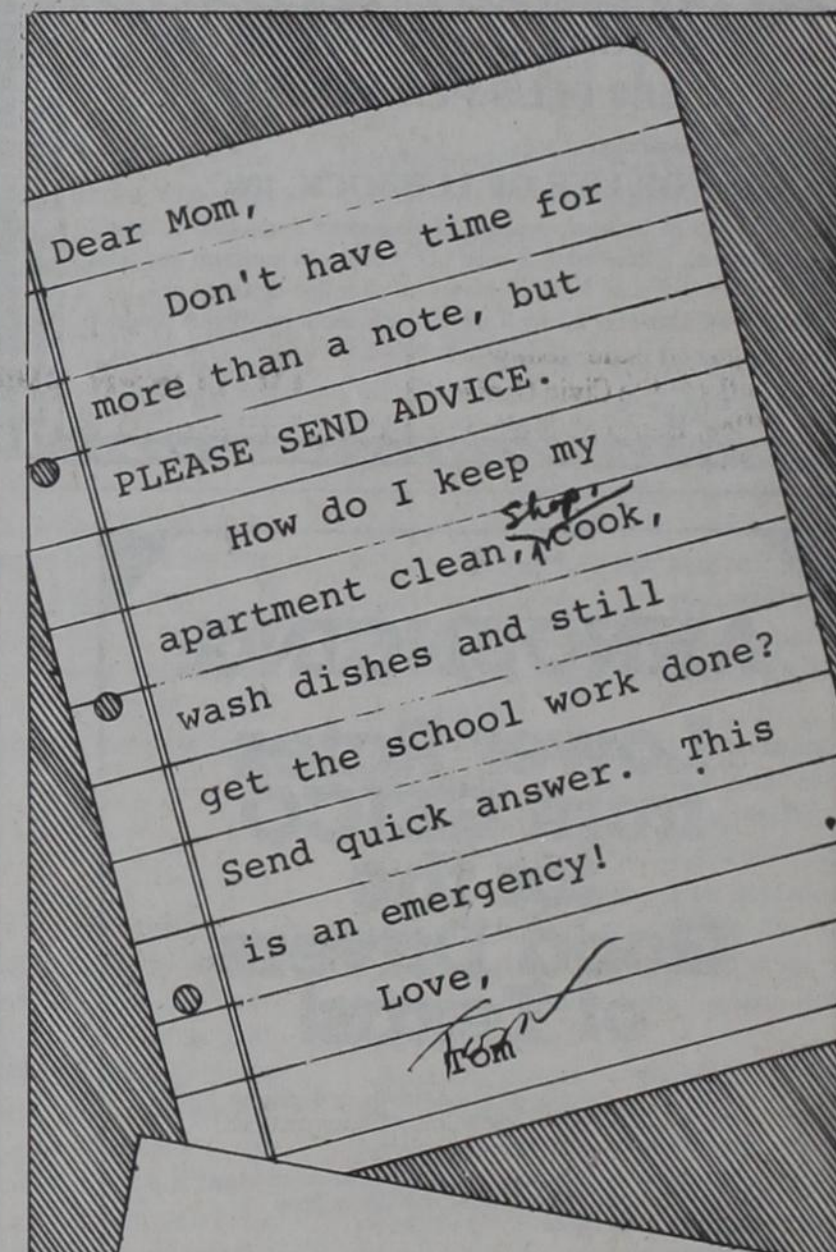 Dear Mom,
Don't have time for
more than a note, but
PLEASE SEND ADVICE.
How do I keep my
apartment clean, shop, cook,
wash dishes and still
get the school work done?
Send quick answer. This
is an emergency!
Love,
Tom
Tom